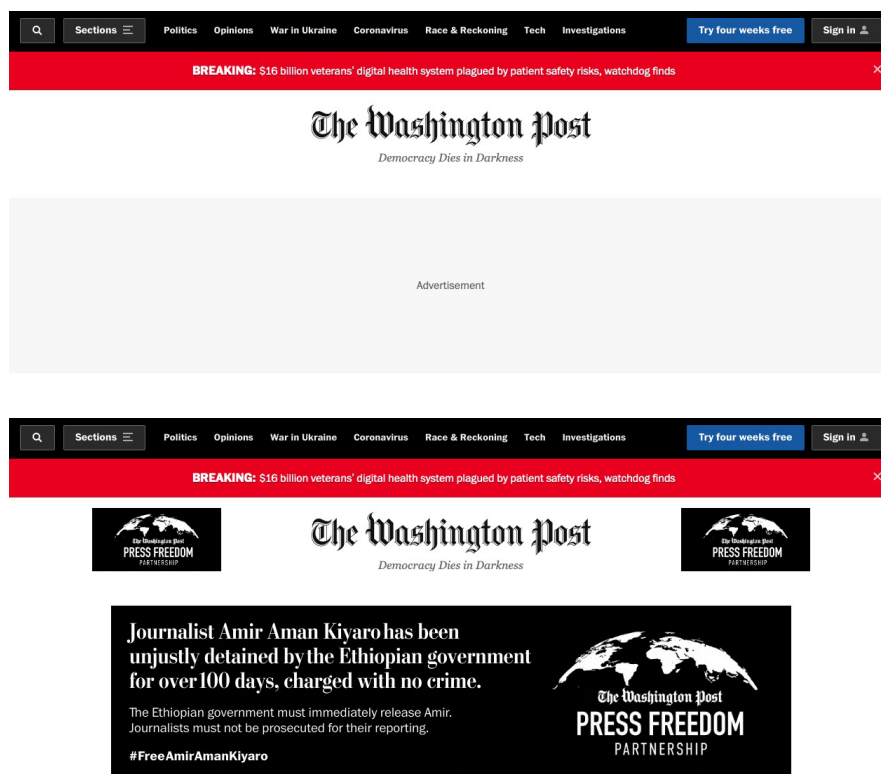 Sections Politics Opinions War in Ukraine Coronavirus Race & Reckoning Tech Investigations Try four weeks free Sign in
BREAKING: $16 billion veterans’ digital health system plagued by patient safety risks, watchdog finds
The Washington Post
Democracy Dies in Darkness
Advertisement
Sections Politics Opinions War in Ukraine Coronavirus Race & Reckoning Tech Investigations Try four weeks free Sign in
BREAKING: $16 billion veterans’ digital health system plagued by patient safety risks, watchdog finds
The Washington Post
PRESS FREEDOM
PARTNERSHIP
The Washington Post
Democracy Dies in Darkness
The Washington Post
PRESS FREEDOM
PARTNERSHIP
Journalist Amir Aman Kiyaro has been
unjustly detained by the Ethiopian government
for over 100 days, charged with no crime.
The Ethiopian government must immediately release Amir.
Journalists must not be prosecuted for their reporting.
#FreeAmirAmanKiyaro
The Washington Post
PRESS FREEDOM
PARTNERSHIP